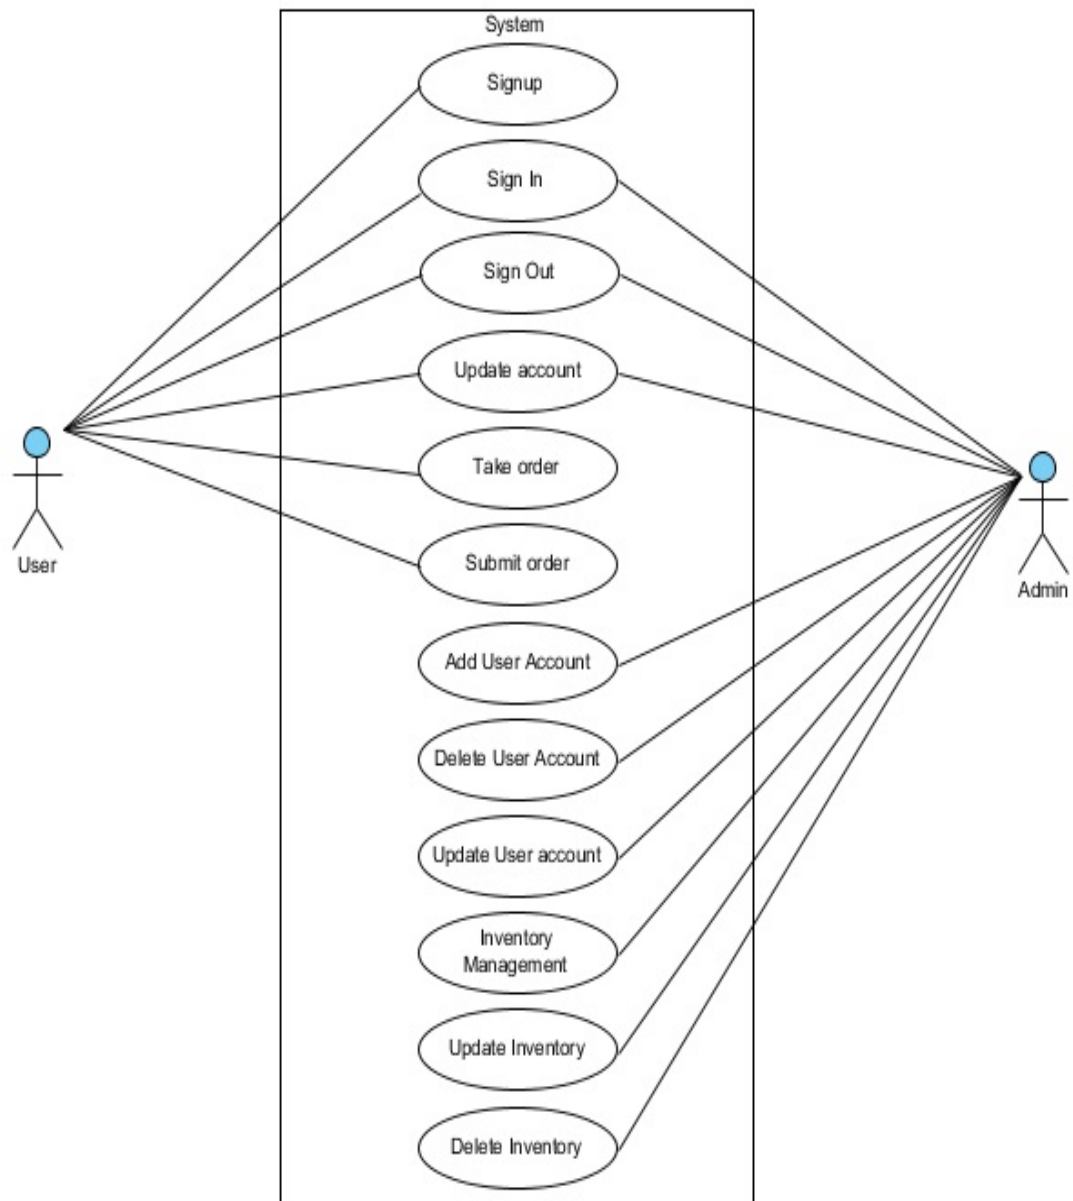 System
Signup
Sign In
Sign Out
Update account
Take order
Submit order
User
Admin
Add User Account
Delete User Account
Update User account
Inventory
Management
Update Inventory
Delete Inventory